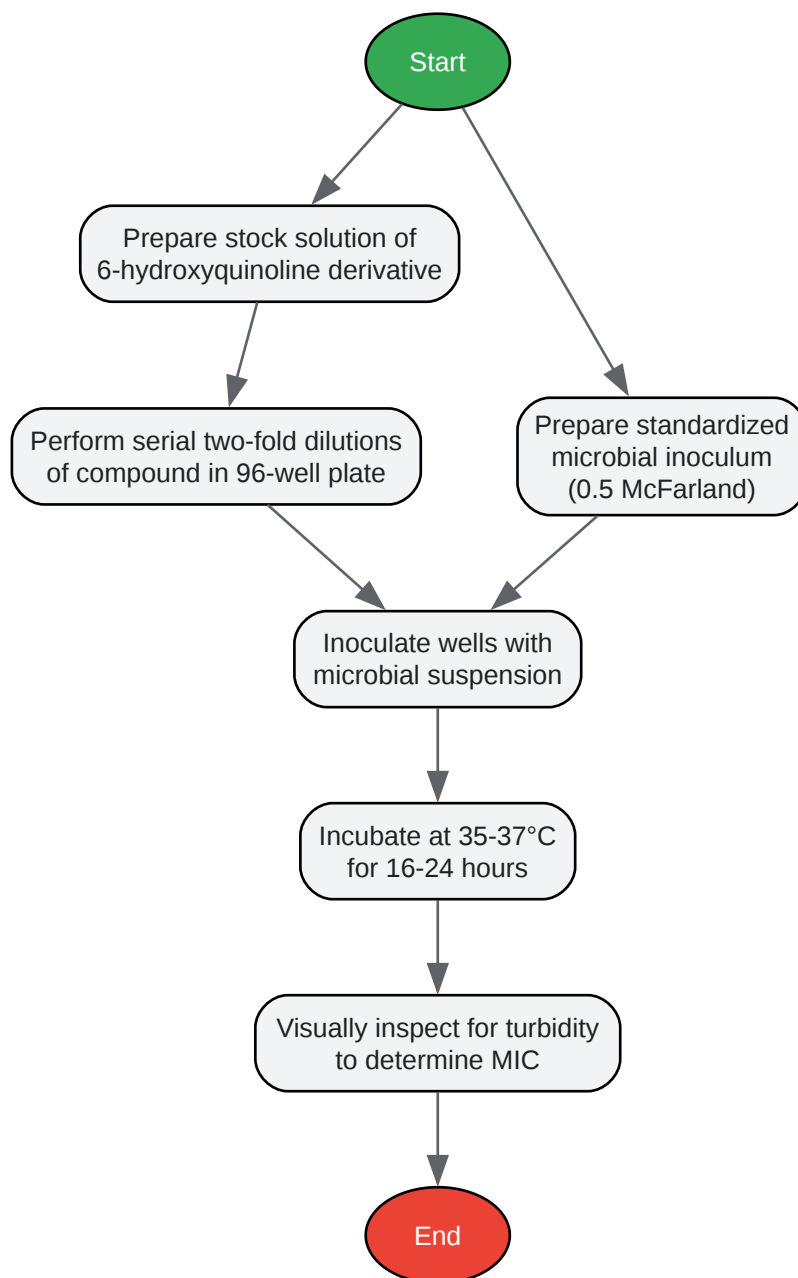 Start
Prepare stock solution of
6-hydroxyquinoline derivative
Perform serial two-fold dilutions
of compound in 96-well plate
Prepare standardized
microbial inoculum
(0.5 McFarland)
Inoculate wells with
microbial suspension
Incubate at 35-37°C
for 16-24 hours
Visually inspect for turbidity
to determine MIC
End